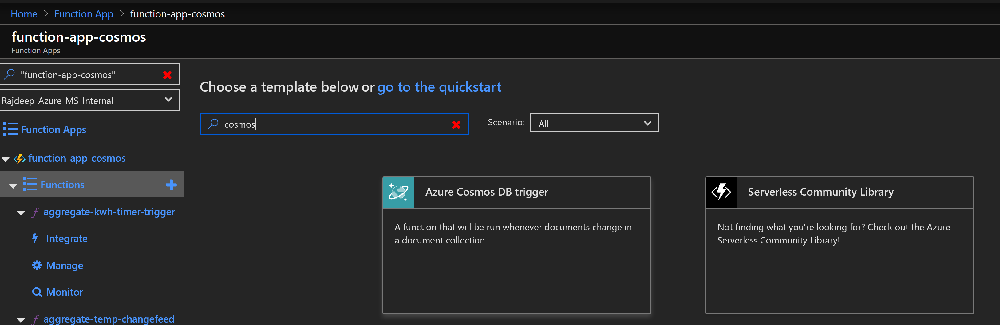 Home > Function App > function-app-cosmos
function-app-cosmos
Function Apps
"function-app-cosmos"
Rajdeep_Azure_MS_Internal
Function Apps
function-app-cosmos
Functions
aggregate-kwh-timer-trigger
Integrate
Manage
Monitor
aggregate-temp-changefeed
Choose a template below or go to the quickstart
cosmos
Scenario: All
Azure Cosmos DB trigger
A function that will be run whenever documents change in
a document collection
Serverless Community Library
Not finding what you're looking for? Check out the Azure
Serverless Community Library!